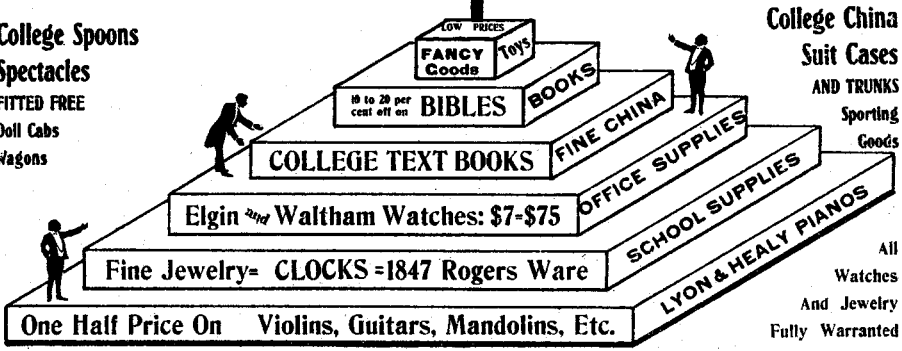 College Spoons
Spectacles
FITTED FREE
Doll Cabs
Wagons
LOW PRICES
FANCY Goods
Toys
10 to 20 per cent off on BIBLES
BOOKS
COLLEGE TEXT BOOKS
FINE CHINA
Elgin and Waltham Watches: $7=$75
OFFICE SUPPLIES
Fine Jewelry= CLOCKS =1847 Rogers Ware
SCHOOL SUPPLIES
One Half Price On Violins, Guitars, Mandolins, Etc.
LYON & HEALY PIANOS
College China
Suit Cases
AND TRUNKS
Sporting
Goods
All
Watches
And Jewelry
Fully Warranted